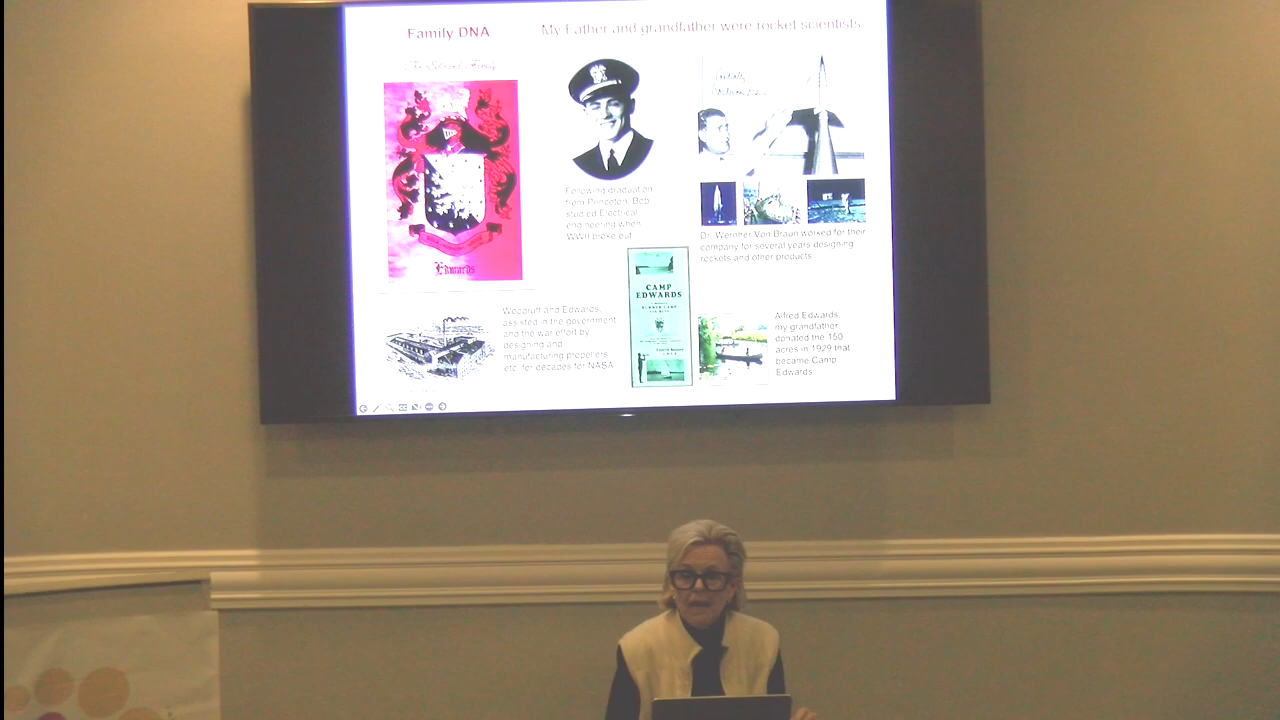 Family DNA
My Father and grandfather were rocket scientists
Edwards
Following graduation
from Princeton, Bob
studied Electrical
engineering when
WWII broke out
Dr. Wernher Von Braun worked for their
company for several years designing
rockets and other products
Woodruff and Edwards,
assisted in the government
and the war effort by
designing and
manufacturing propellers
etc. for decades for NASA
CAMP
EDWARDS
SUMMER CAMP
Alfred Edwards,
my grandfather,
donated the 150
acres in 1929 that
became Camp
Edwards